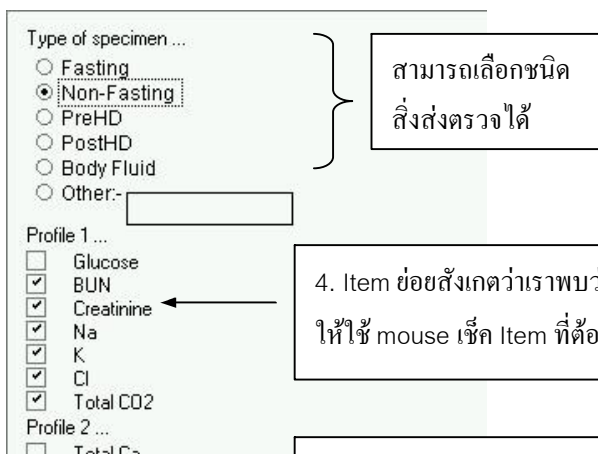 Type of specimen ...
Fasting
Non-Fasting
PreHD
PostHD
Body Fluid
Other:-
สามารถเลือกชนิด
สิ่งส่งตรวจได้
Profile 1 ...
Glucose
BUN
Creatinine
Na
K
Cl
Total CO2
4. Item ย่อยสังเกตว่าเราพบ
ให้ใช้ mouse เช็ค Item ที่ต้อ
Profile 2 ...
Total Ca